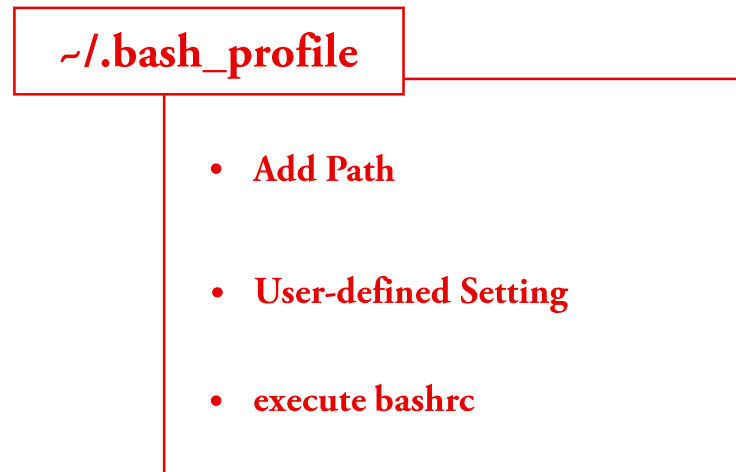 ~/.bash_profile
• Add Path
• User-defined Setting
• execute bashrc